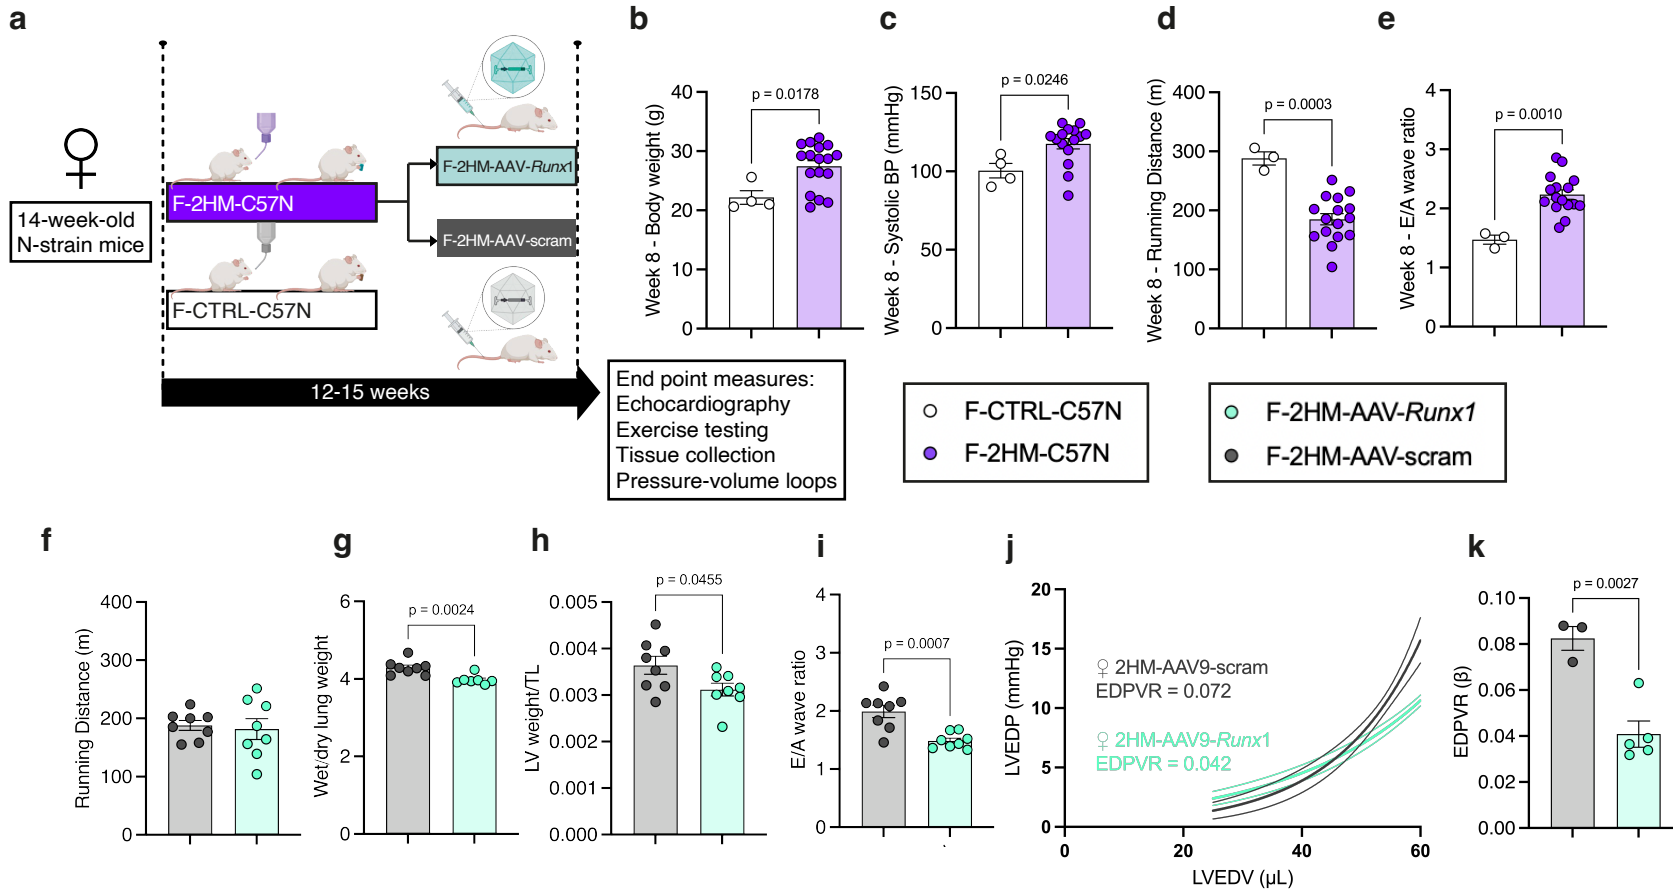 a
14-week-old
N-strain mice
F-2HM-C57N
F-CTRL-C57N
F-2HM-AAV-Runx1
F-2HM-AAV-scram
12-15 weeks
End point measures:
Echocardiography
Exercise testing
Tissue collection
Pressure-volume loops
b
Week 8 - Body weight (g)
40
30
20
10
0
p = 0.0178
c
Week 8 - Systolic BP (mmHg)
150
100
50
0
p = 0.0246
d
Week 8 - Running Distance (m)
400
300
200
100
0
p = 0.0003
e
Week 8 - E/A wave ratio
4
3
2
1
0
p = 0.0010
F-CTRL-C57N
F-2HM-C57N
F-2HM-AAV-Runx1
F-2HM-AAV-scram
f
Running Distance (m)
400
300
200
100
0
g
Wet/dry lung weight
6
4
2
0
p = 0.0024
h
LV weight/TL
0.005
0.004
0.003
0.002
0.001
0.000
p = 0.0455
i
E/A wave ratio
4
3
2
1
0
p = 0.0007
j
LVEDP (mmHg)
20
15
10
5
0
♀ 2HM-AAV9-scram
EDPVR = 0.072
♀ 2HM-AAV9-Runx1
EDPVR = 0.042
0 20 40 60
LVEDV (µL)
k
EDPVR (β)
0.10
0.08
0.06
0.04
0.02
0.00
p = 0.0027